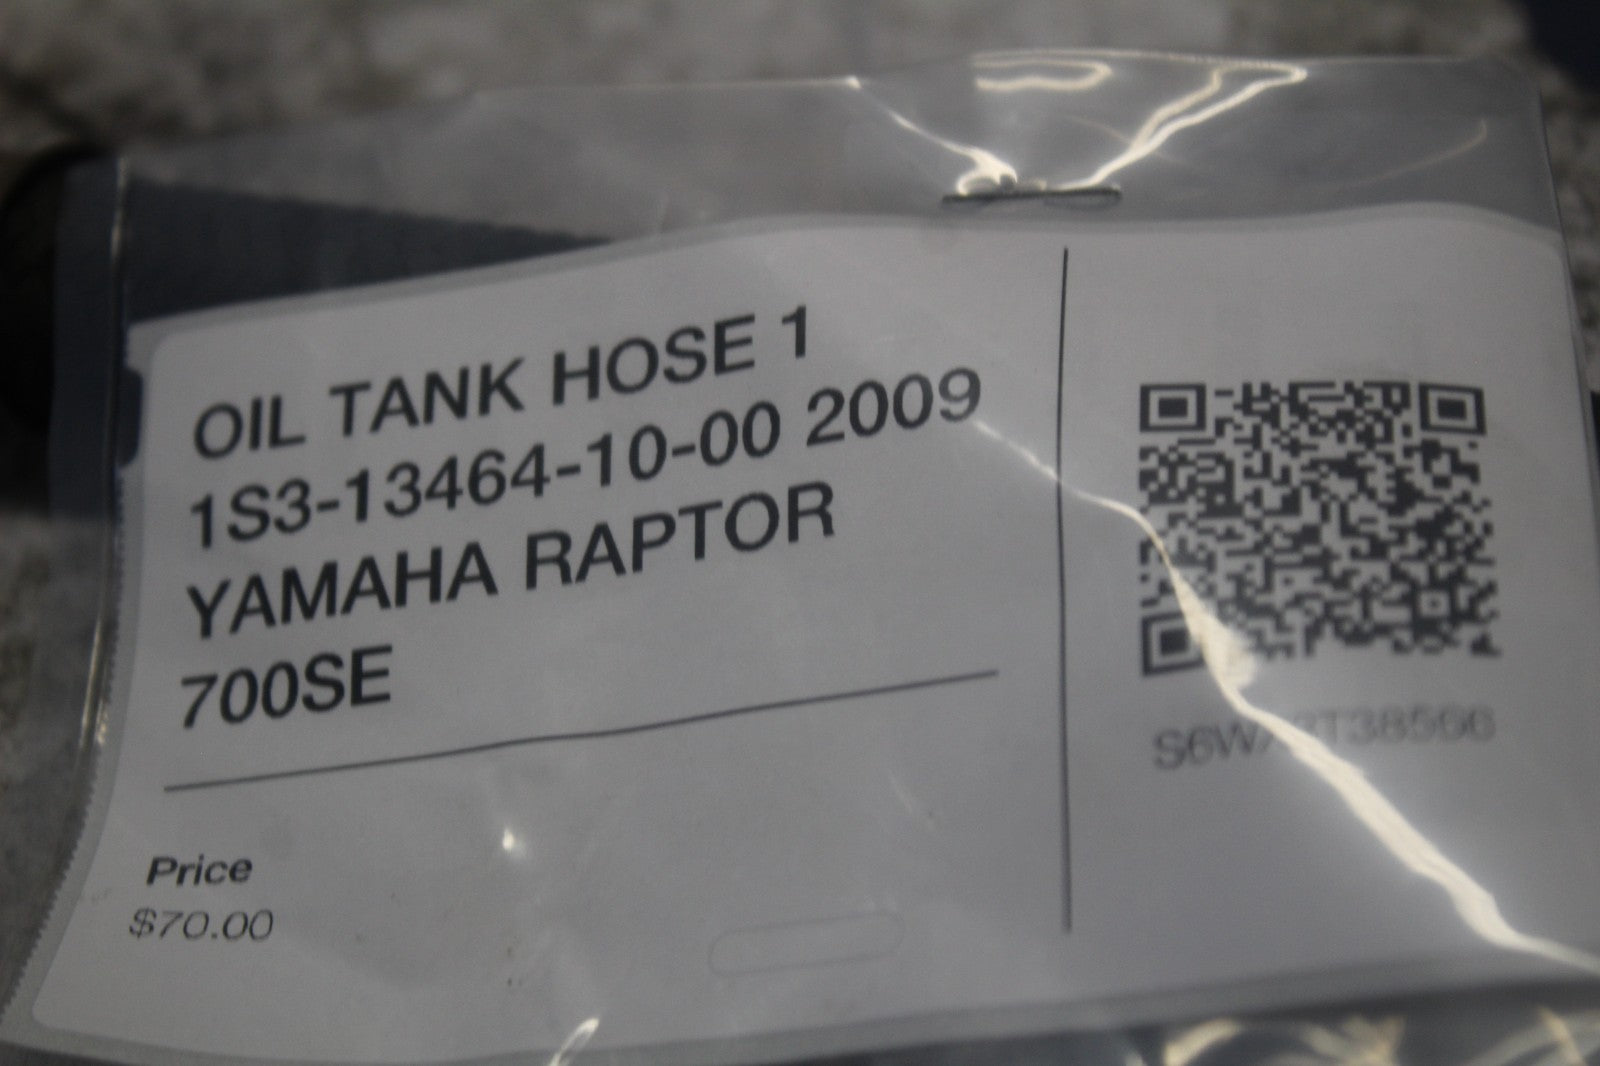 OIL TANK HOSE 1
1S3-13464-10-00 2009
YAMAHA RAPTOR
700SE
Price
$70.00